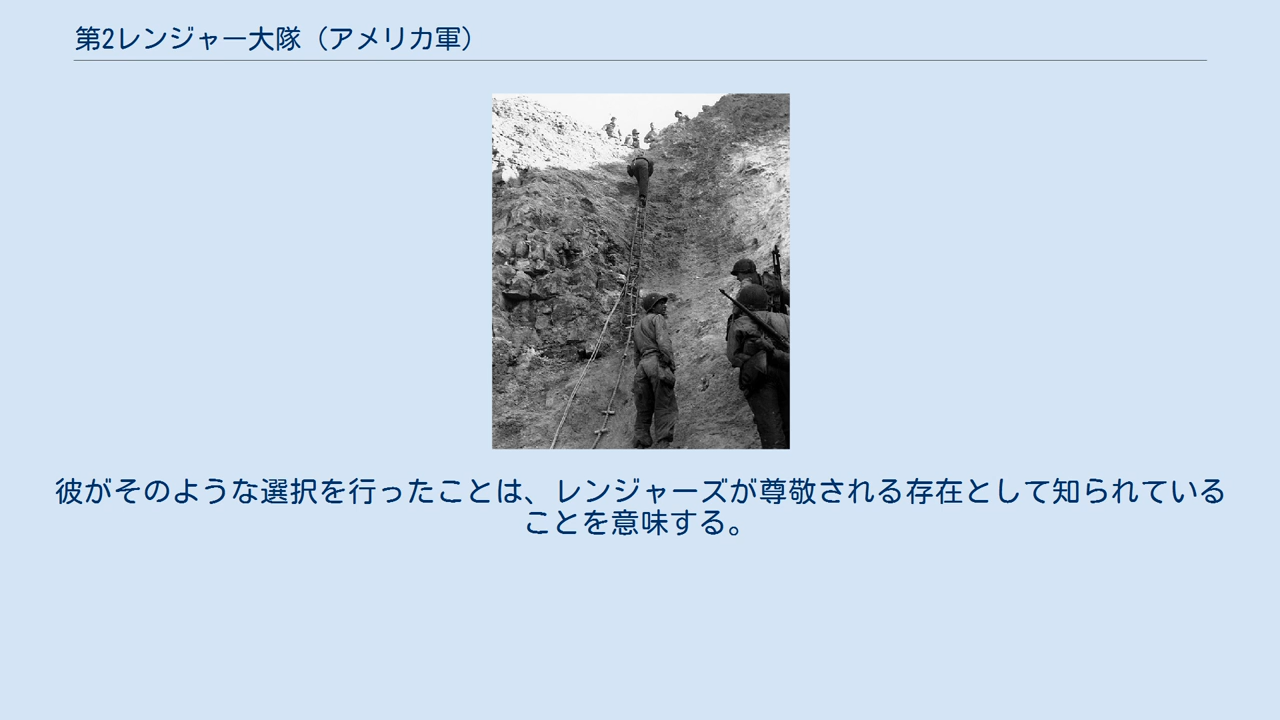 第2レンジャー大隊（アメリカ軍）
彼がそのような選択を行ったことは、レンジャーズが尊敬される存在として知られている
ことを意味する。